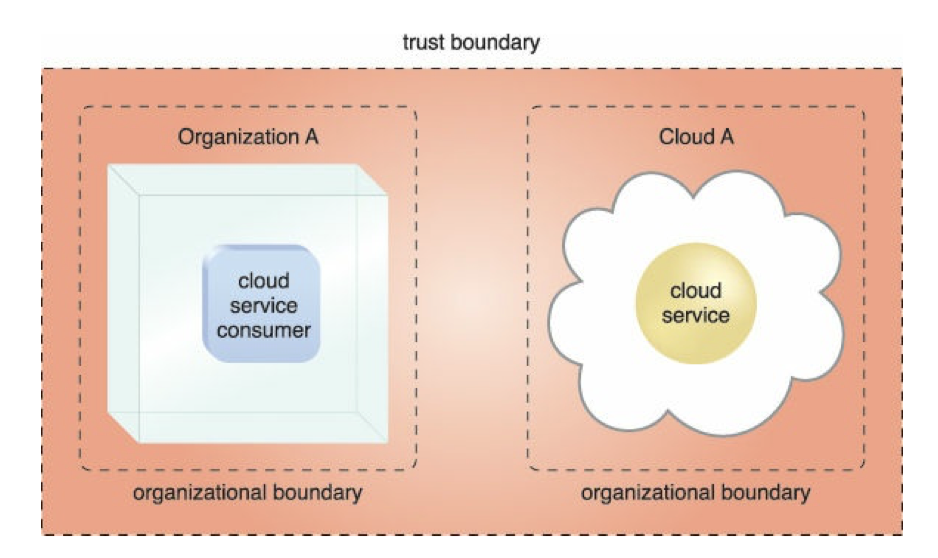 trust boundary
Organization A
Cloud A
cloud
service
consumer
cloud
service
organizational boundary
organizational boundary